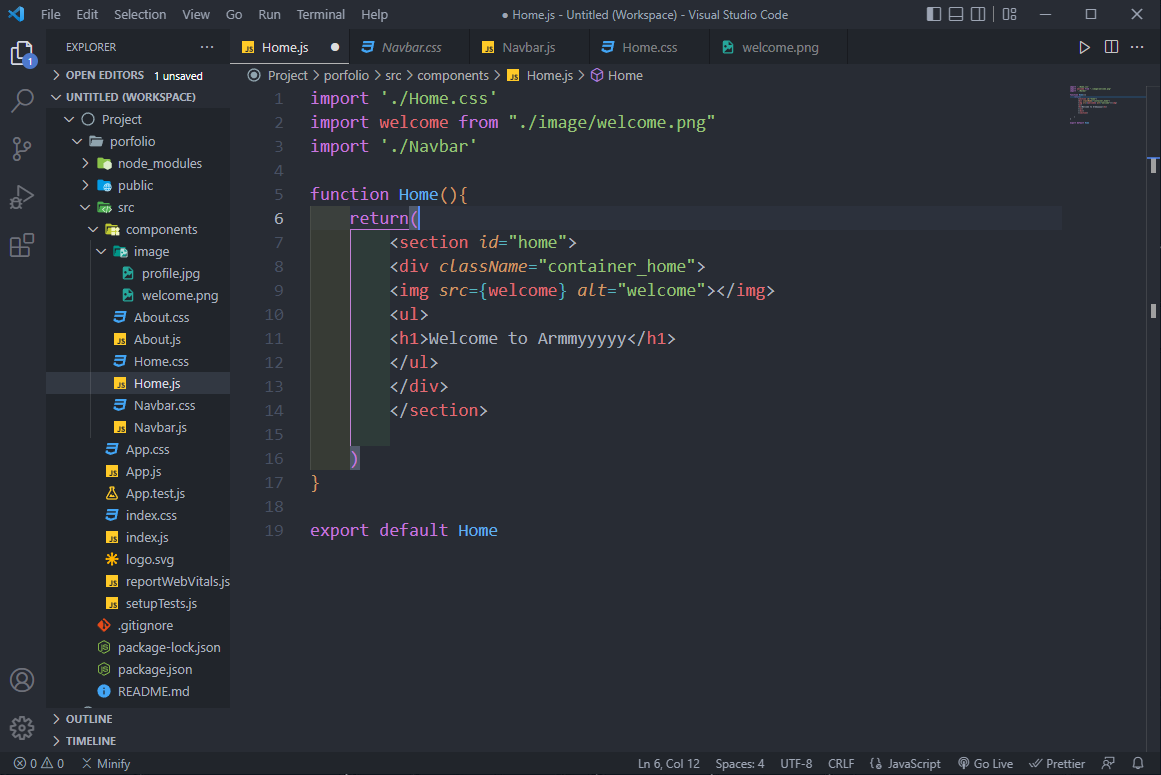 File Edit Selection View Go Run Terminal Help
● Home.js - Untitled (Workspace) - Visual Studio Code
EXPLORER
Home.js
Navbar.css
Navbar.js
Home.css
welcome.png
Project > porfolio > src > components > Home.js > Home
1
OPEN EDITORS 1 unsaved
UNTITLED (WORKSPACE)
Project
porfolio
node_modules
public
src
components
image
profile.jpg
welcome.png
About.css
About.js
Home.css
Home.js
Navbar.css
Navbar.js
App.css
App.js
App.test.js
index.css
index.js
logo.svg
reportWebVitals.js
setupTests.js
.gitignore
package-lock.json
package.json
README.md
OUTLINE
TIMELINE
1 import './Home.css'
2 import welcome from "./image/welcome.png"
3 import './Navbar'
4
5 function Home(){
6 return(
7 <section id="home">
8 <div className="container_home">
9 <img src={welcome} alt="welcome"></img>
10 <ul>
11 <h1>Welcome to Armmyyyyy</h1>
12 </ul>
13 </div>
14 </section>
15
16 )
17 }
18
19 export default Home
0 0 Minify
Ln 6, Col 12 Spaces: 4 UTF-8 CRLF {} JavaScript Go Live Prettier